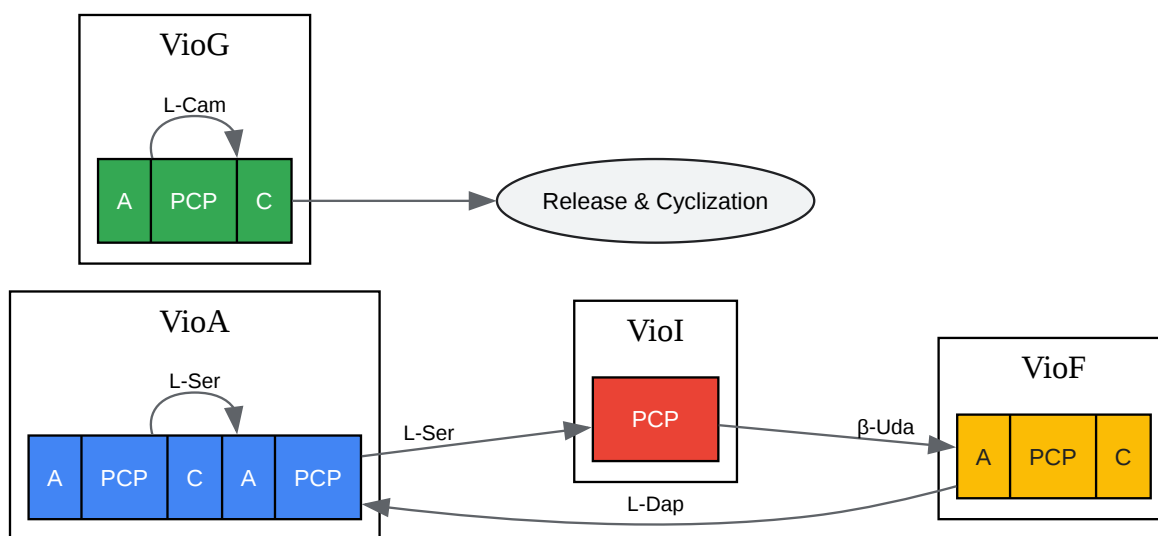 VioG
L-Cam
A
PCP
C
Release & Cyclization
VioA
L-Ser
A
PCP
C
A
PCP
L-Ser
VioI
PCP
β-Uda
VioF
A
PCP
C
L-Dap